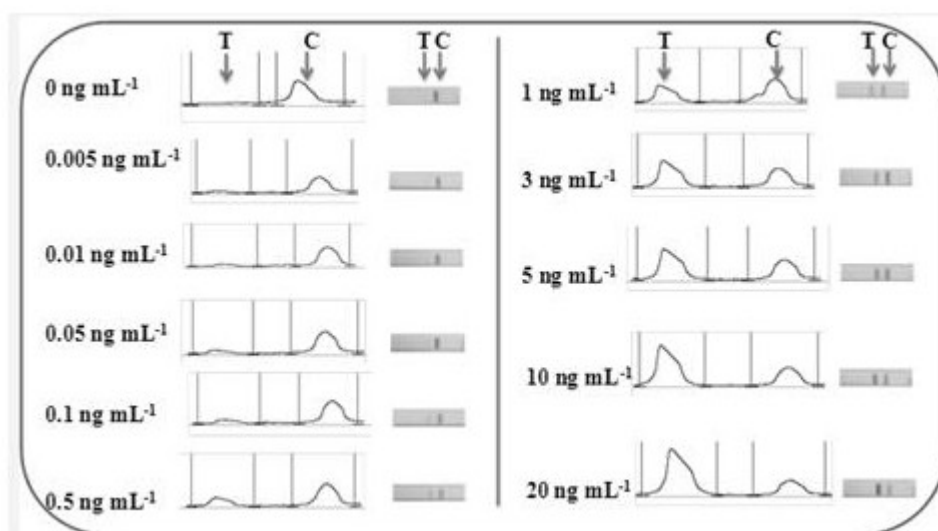 T C T C
0 ng mL⁻¹
0.005 ng mL⁻¹
0.01 ng mL⁻¹
0.05 ng mL⁻¹
0.1 ng mL⁻¹
0.5 ng mL⁻¹
T C T C
1 ng mL⁻¹
3 ng mL⁻¹
5 ng mL⁻¹
10 ng mL⁻¹
20 ng mL⁻¹